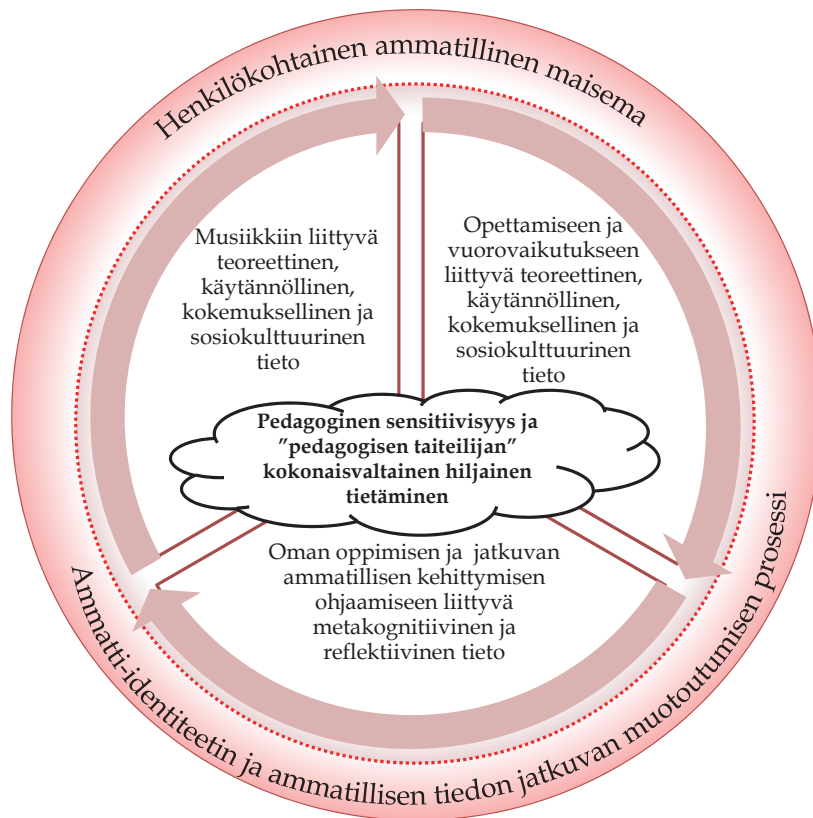 Henkilökohtainen ammatillinen maisema
Musiikkiin liittyvä
teoreettinen,
käytännöllinen,
kokemuksellinen ja
sosiokulttuurinen
tieto
Opettamiseen ja
vuorovaikutukseen
liittyvä teoreettinen,
käytännöllinen,
kokemuksellinen ja
sosiokulttuurinen
tieto
Pedagoginen sensitiivisyys ja
”pedagogisen taiteilijan”
kokonaisvaltainen hiljainen
tietäminen
Oman oppimisen ja jatkuvan
ammatillisen kehittymisen
ohjaamiseen liittyvä
metakognitiivinen ja
reflektiivinen tieto
Ammatti-identiteetin ja ammatillisen tiedon jatkuvan muotoutumisen prosessi